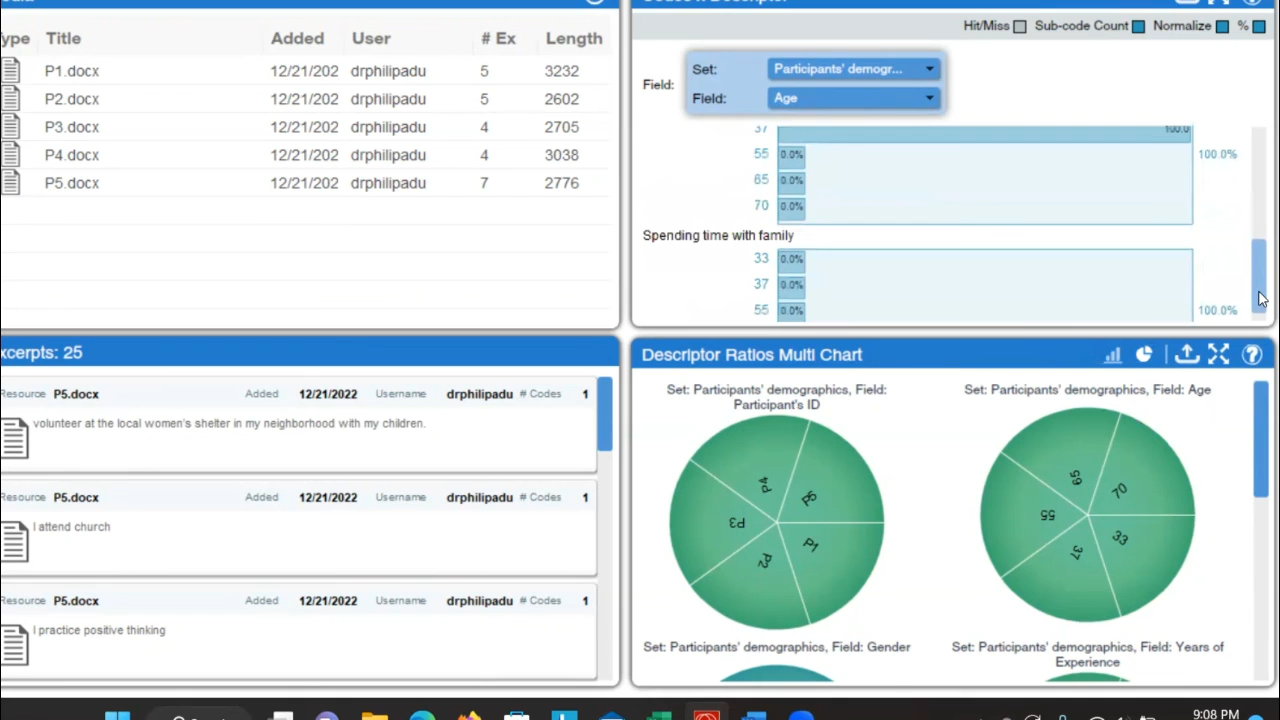 Title Added User # Ex Length
P1.docx 12/21/202 drphilipadu 5 3232
P2.docx 12/21/202 drphilipadu 5 2602
P3.docx 12/21/202 drphilipadu 4 2705
P4.docx 12/21/202 drphilipadu 4 3038
P5.docx 12/21/202 drphilipadu 7 2776
Hit/Miss Sub-code Count Normalize %
Field:
Set: Participants' demogr...
Field: Age
37 100.0
55 0.0% 100.0%
65 0.0%
70 0.0%
Spending time with family
33 0.0%
37 0.0%
55 0.0% 100.0%
xcerpts: 25
Resource P5.docx Added 12/21/2022 Username drphilipadu # Codes 1
volunteer at the local women's shelter in my neighborhood with my children.
Resource P5.docx Added 12/21/2022 Username drphilipadu # Codes 1
I attend church
Resource P5.docx Added 12/21/2022 Username drphilipadu # Codes 1
I practice positive thinking
Descriptor Ratios Multi Chart
Set: Participants' demographics, Field:
Participant's ID
P4
P5
P3
P1
P2
Set: Participants' demographics, Field: Age
65
70
55
33
37
Set: Participants' demographics, Field: Gender
Set: Participants' demographics, Field: Years of
Experience
9:08 PM